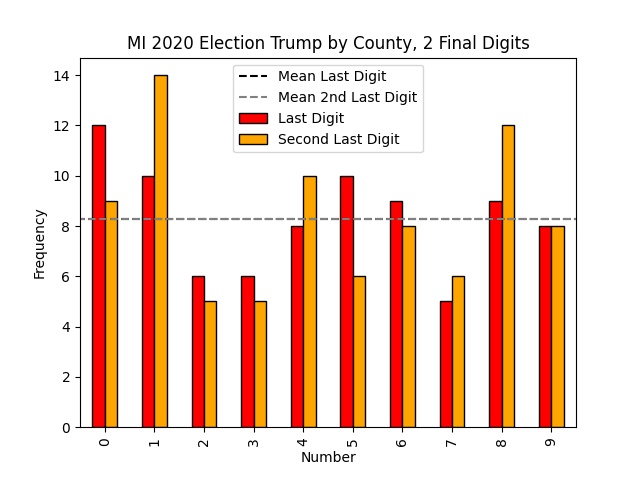 MI 2020 Election Trump by County, 2 Final Digits
Mean Last Digit
Mean 2nd Last Digit
Last Digit
Second Last Digit
Frequency
14
12
10
8
6
4
2
0
0 1 2 3 4 5 6 7 8 9
Number